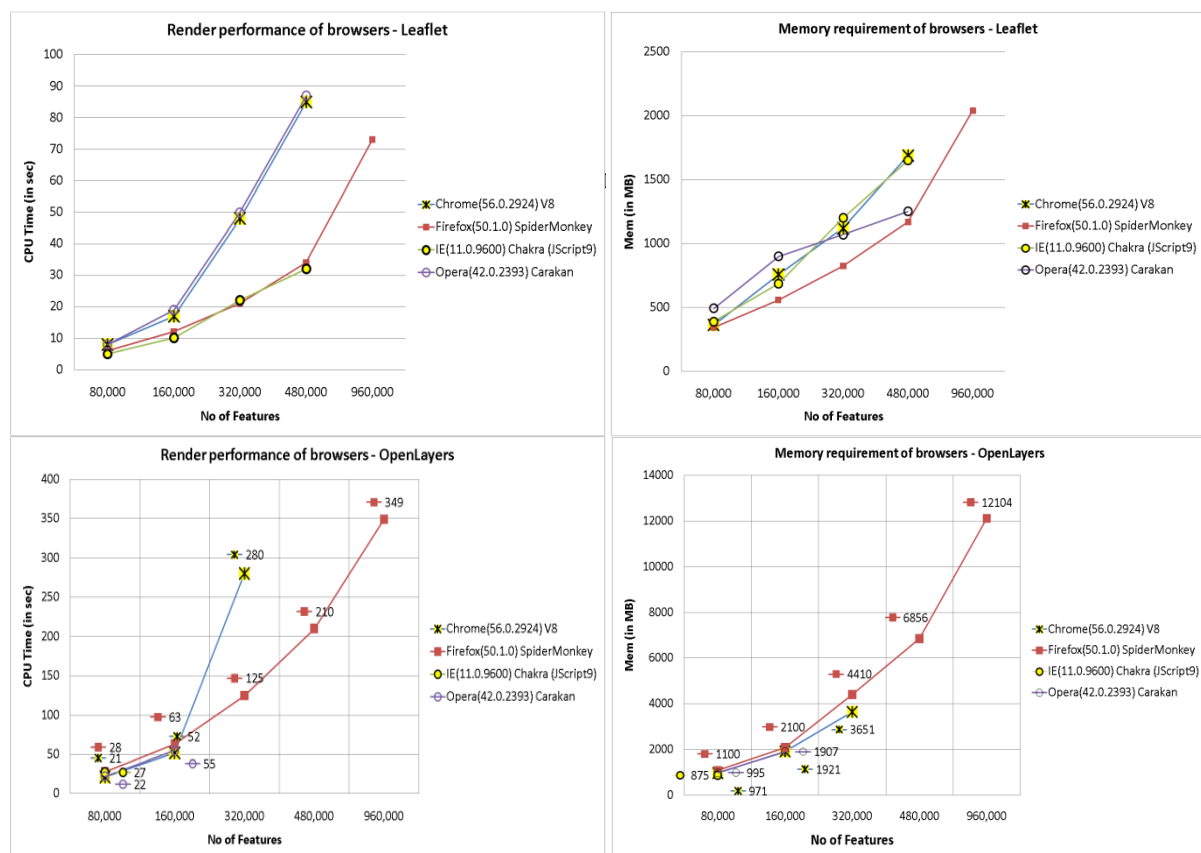 Render performance of browsers - Leaflet
100
90
80
70
60
50
40
30
20
10
0
CPU Time (in sec)
80,000 160,000 320,000 480,000 960,000
No of Features
Chrome(56.0.2924) V8
Firefox(50.1.0) SpiderMonkey
IE(11.0.9600) Chakra (JScript9)
Opera(42.0.2393) Carakan
Memory requirement of browsers - Leaflet
2500
2000
1500
1000
500
0
Mem (in MB)
80,000 160,000 320,000 480,000 960,000
No of Features
Chrome(56.0.2924) V8
Firefox(50.1.0) SpiderMonkey
IE(11.0.9600) Chakra (JScript9)
Opera(42.0.2393) Carakan
Render performance of browsers - OpenLayers
400
350
300
250
200
150
100
50
0
CPU Time (in sec)
349
280
210
125
63
28
21
52
27
55
22
80,000 160,000 320,000 480,000 960,000
No of Features
Chrome(56.0.2924) V8
Firefox(50.1.0) SpiderMonkey
IE(11.0.9600) Chakra (JScript9)
Opera(42.0.2393) Carakan
Memory requirement of browsers - OpenLayers
14000
12000
10000
8000
6000
4000
2000
0
Mem (in MB)
12104
6856
4410
2100
3651
1100
1907
1921
875
995
971
80,000 160,000 320,000 480,000 960,000
No of Features
Chrome(56.0.2924) V8
Firefox(50.1.0) SpiderMonkey
IE(11.0.9600) Chakra (JScript9)
Opera(42.0.2393) Carakan